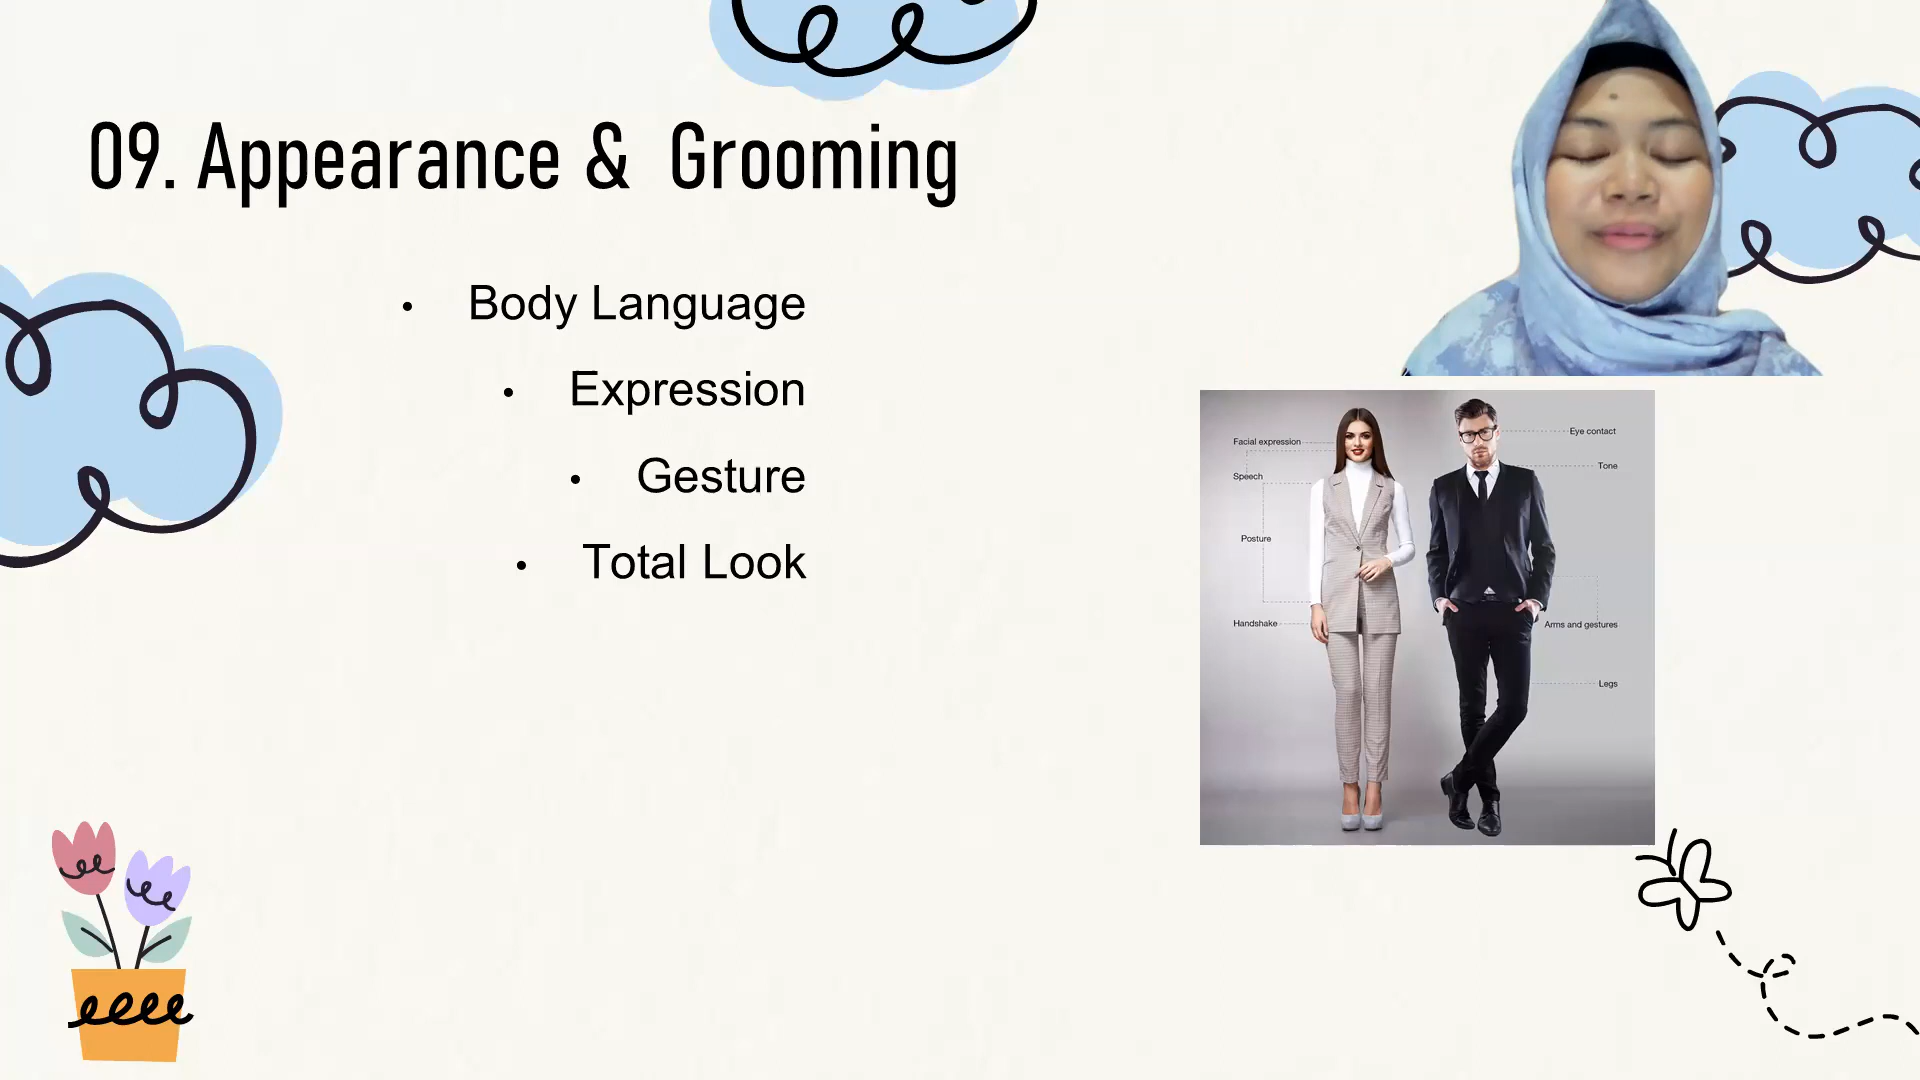 09. Appearance & Grooming
• Body Language
• Expression
• Gesture
• Total Look
Facial expression
Speech
Posture
Handshake
Eye contact
Tone
Arms and gestures
Legs